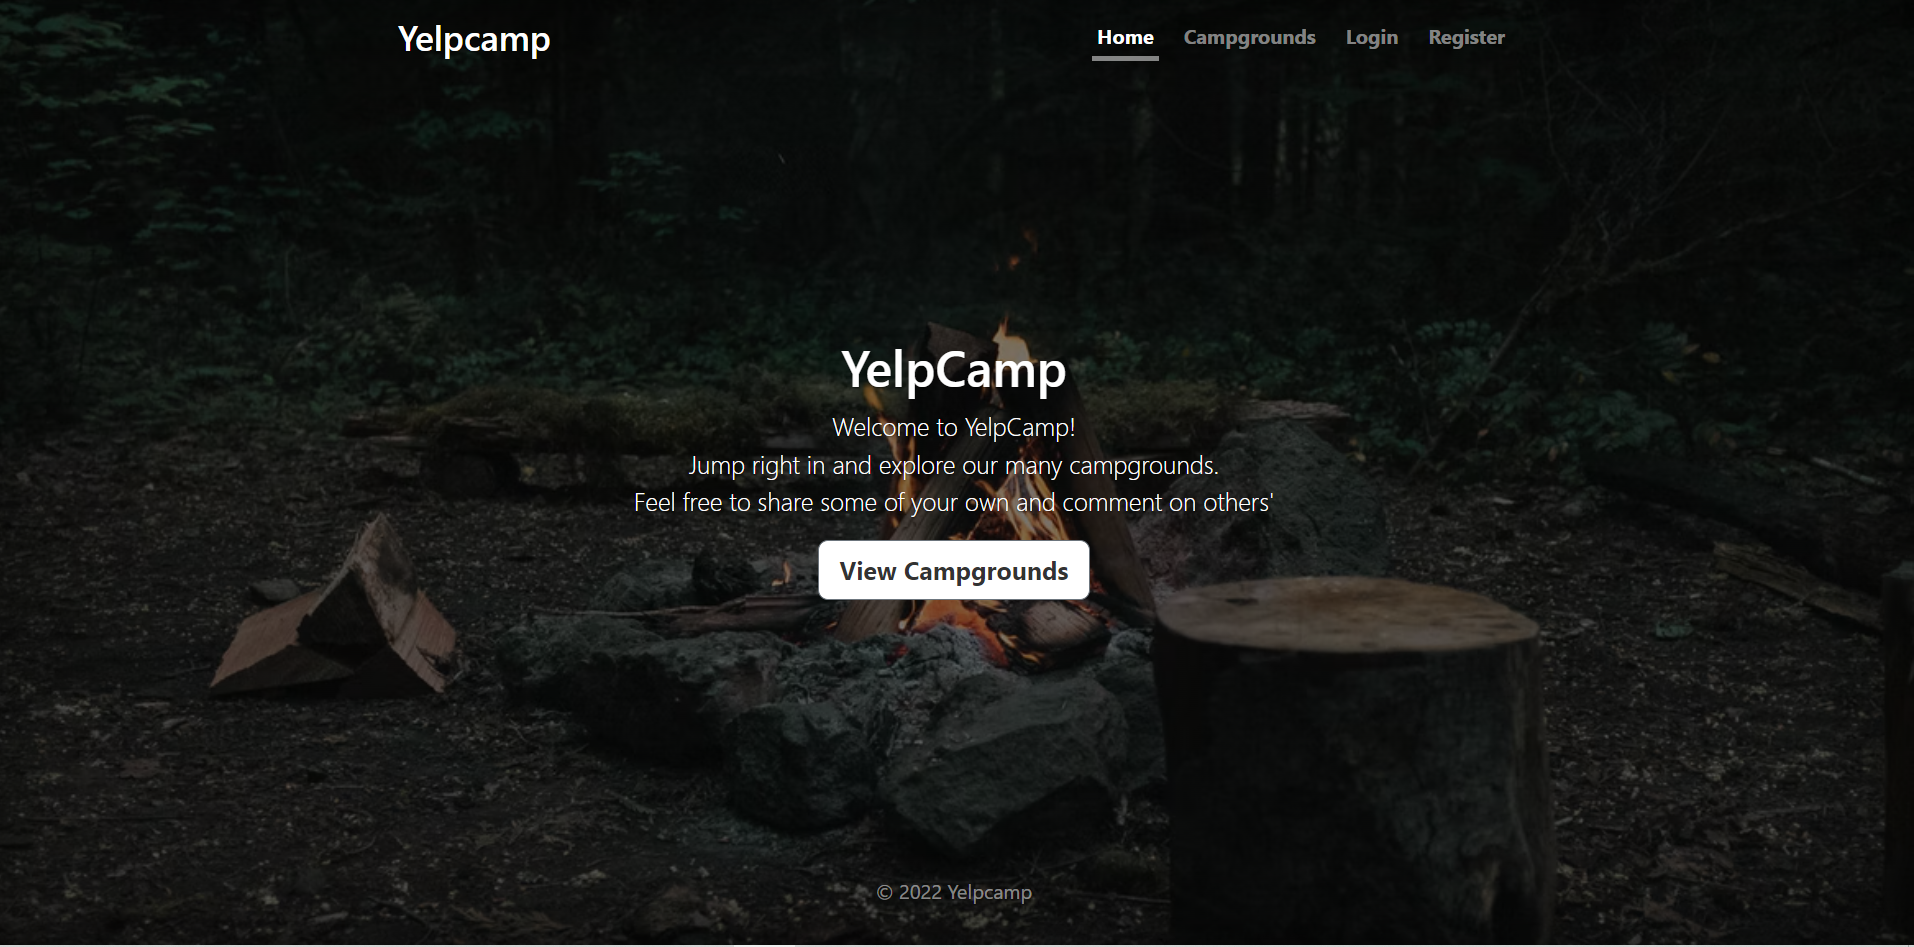 Yelpcamp
Home Campgrounds Login Register
YelpCamp
Welcome to YelpCamp!
Jump right in and explore our many campgrounds.
Feel free to share some of your own and comment on others'
View Campgrounds
© 2022 Yelpcamp